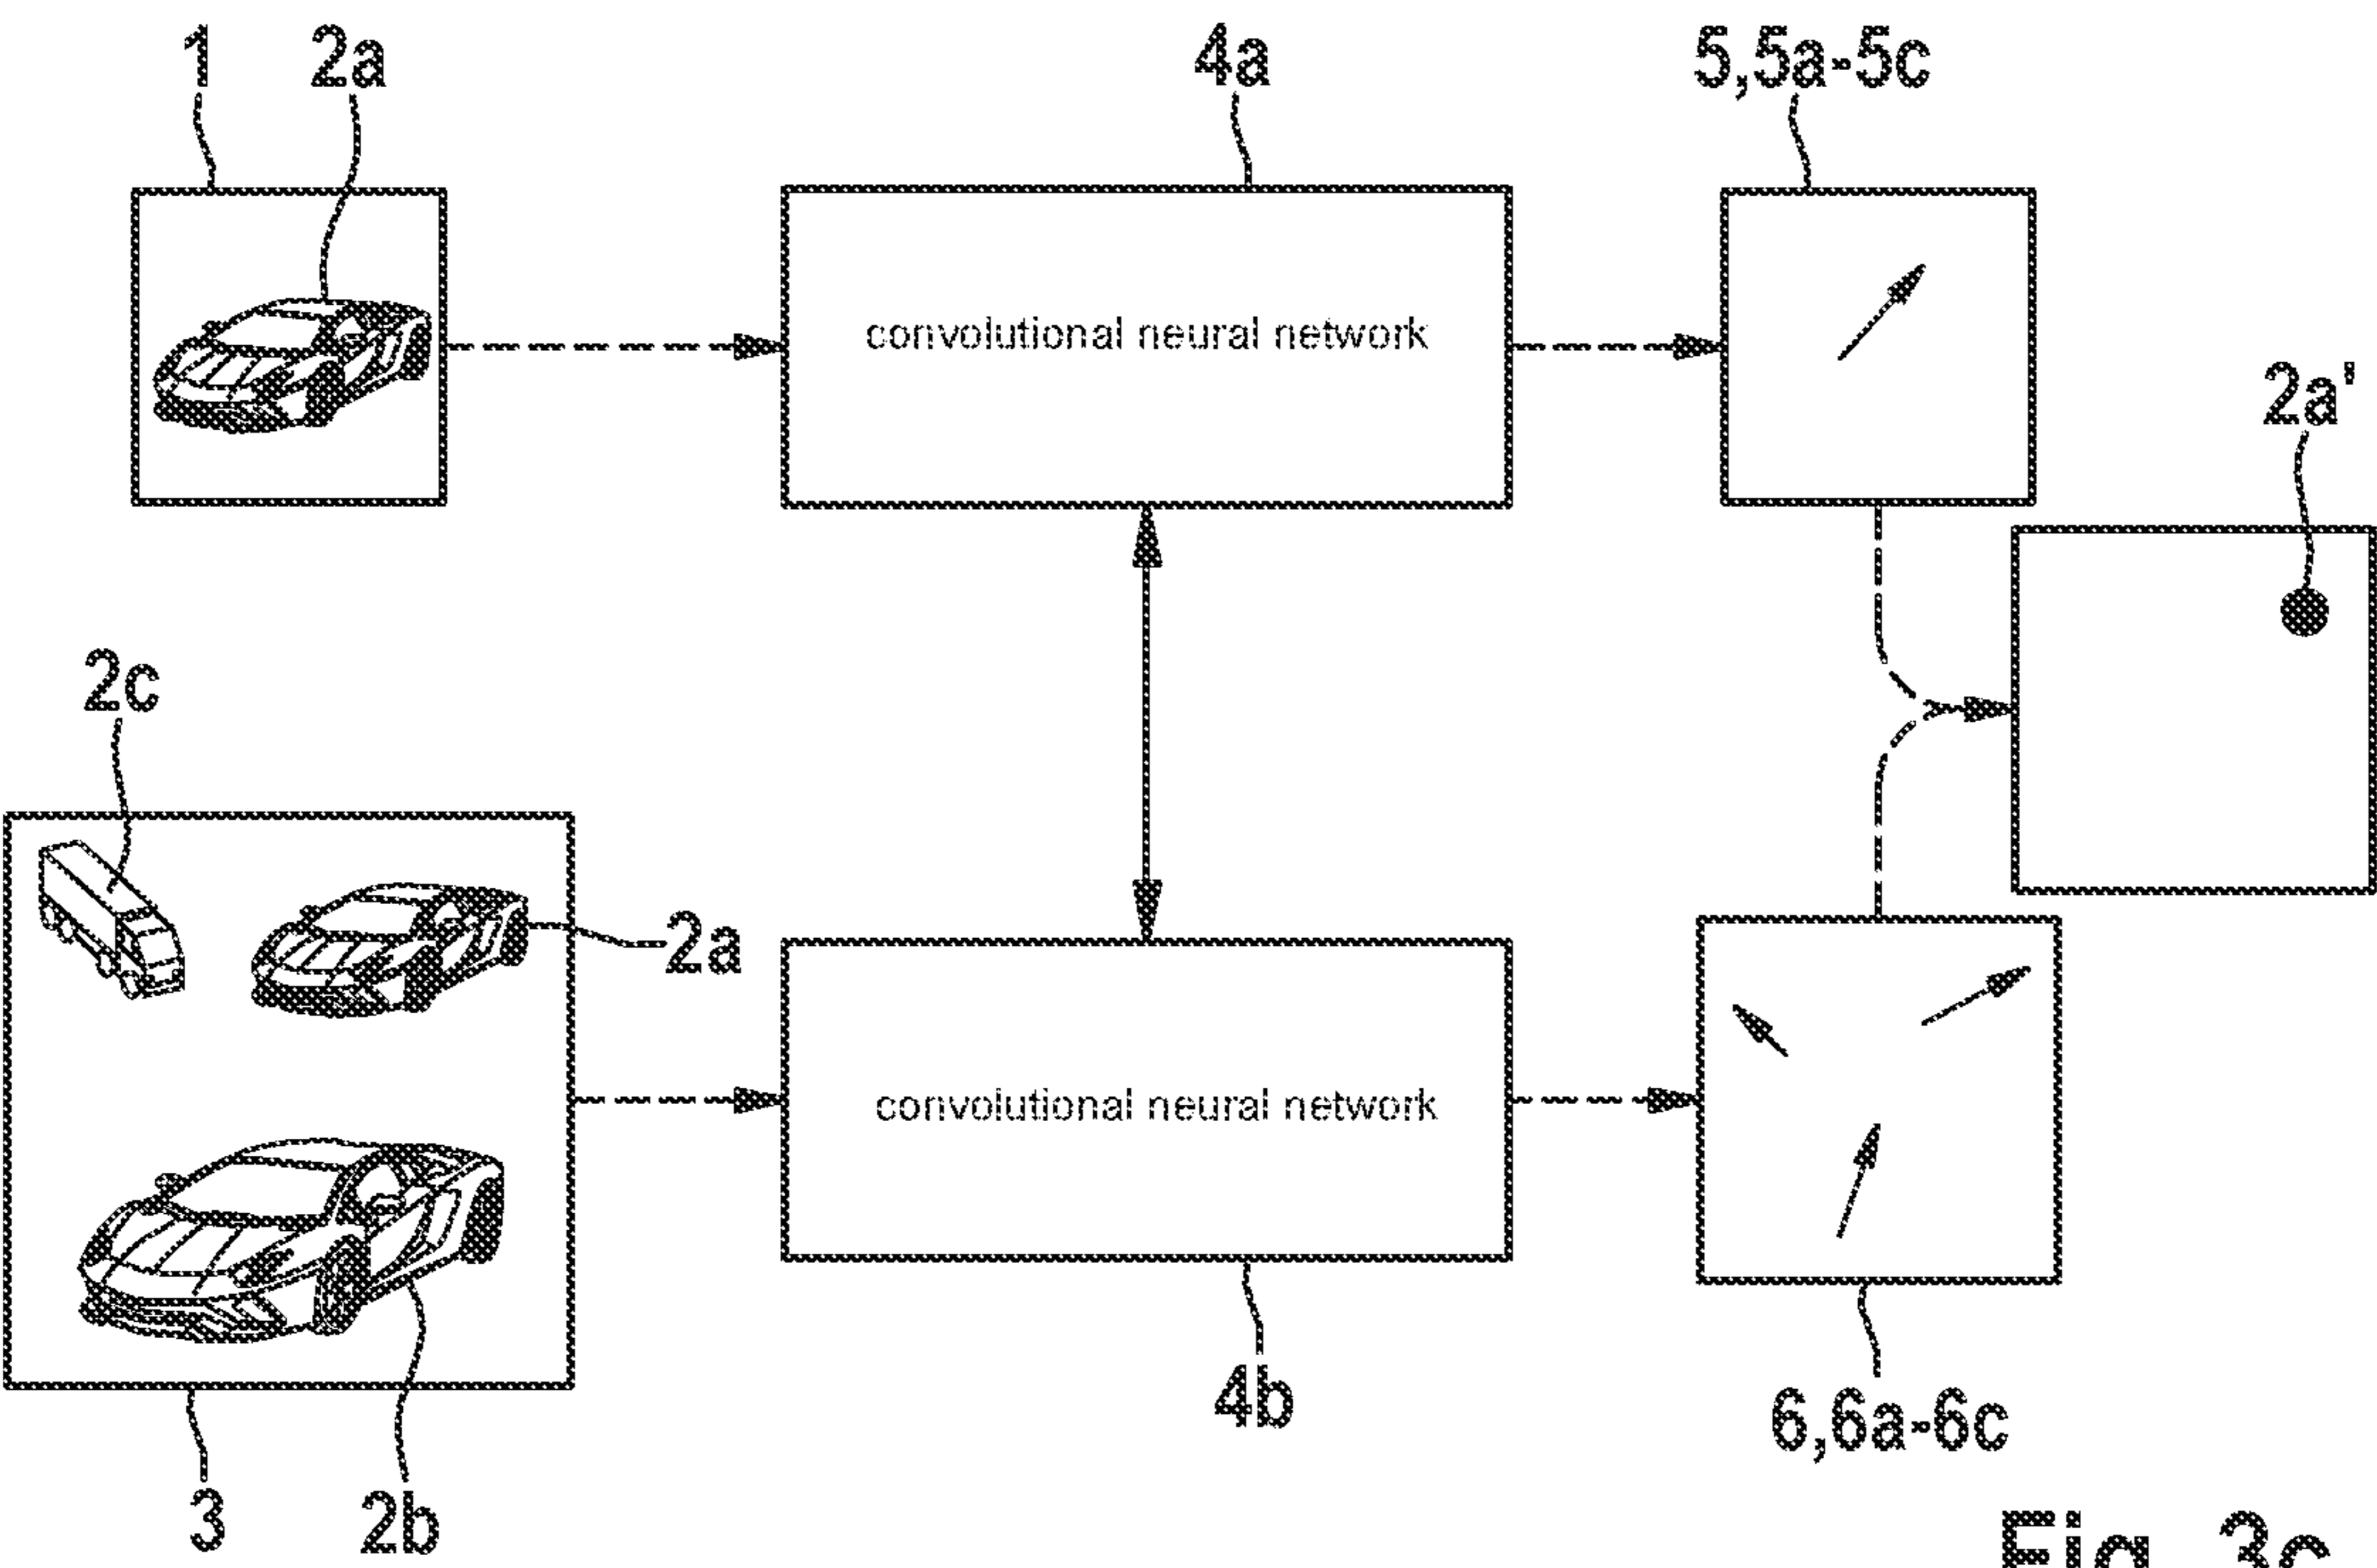 1 2a 4a 5,5a-5c
convolutional neural network
2a'
2c
2a
convolutional neural network
4b
6,6a-6c
3 2b
Fig. 3c